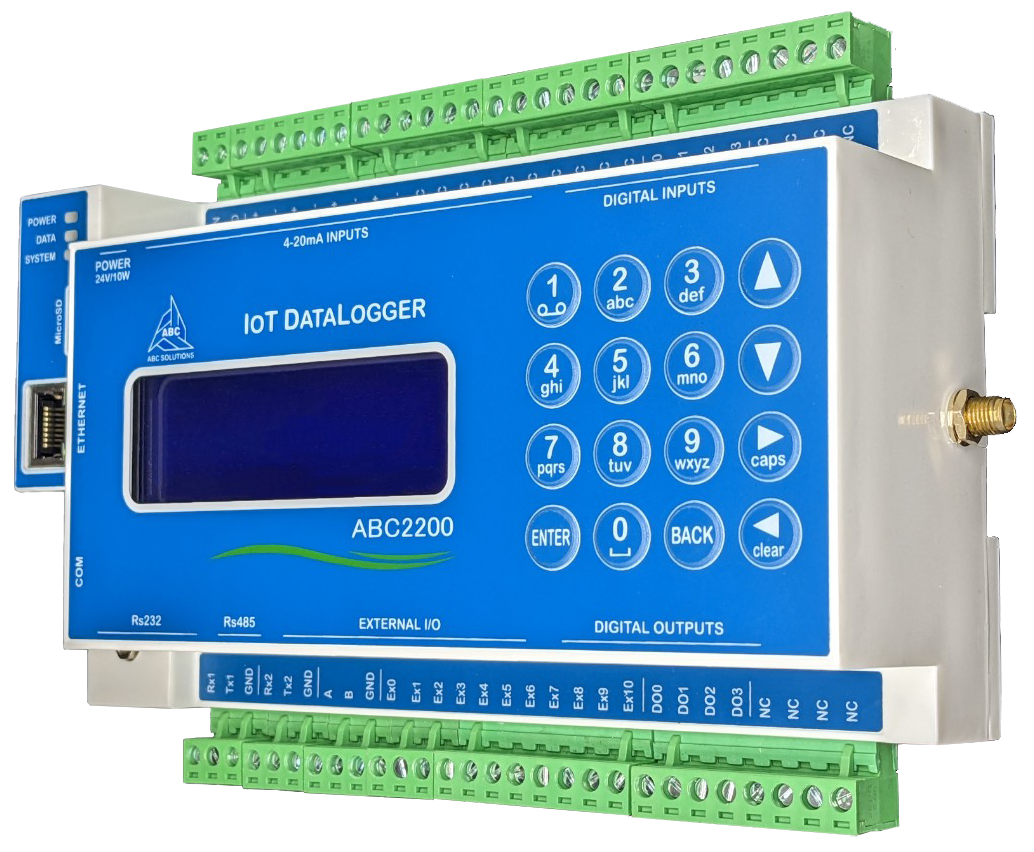 POWER
DATA
SYSTEM
MicroSD
ETHERNET
COM
POWER
24V/10W
4-20mA INPUTS
DIGITAL INPUTS
NC
ABC
ABC SOLUTIONS
IoT DATALOGGER
ABC2200
1
2
abc
3
def
4
ghi
5
jkl
6
mno
7
pqrs
8
tuv
9
wxyz
caps
ENTER
0
BACK
clear
Rs232
Rs485
EXTERNAL I/O
DIGITAL OUTPUTS
Rx1
Tx1
GND
Rx2
Tx2
GND
A
B
GND
Ex0
Ex1
Ex2
Ex3
Ex4
Ex5
Ex6
Ex7
Ex8
Ex9
Ex10
DO0
DO1
DO2
DO3
NC
NC
NC
NC